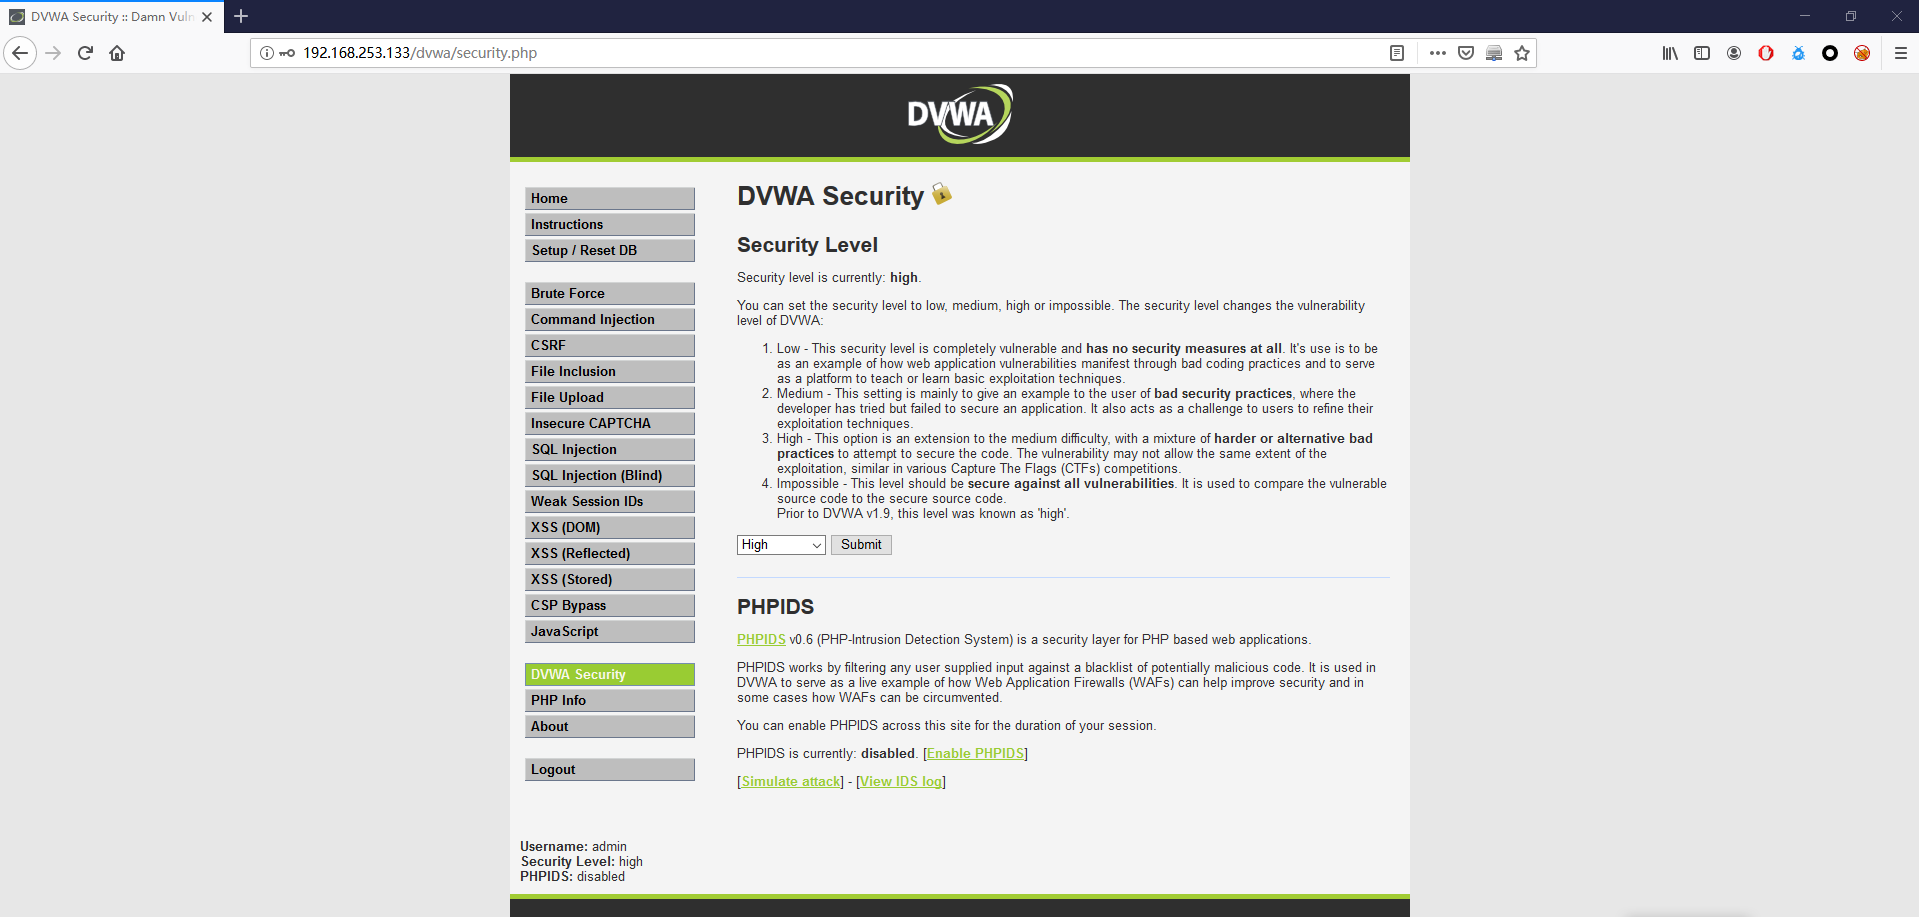 DVWA Security :: Damn Vuln
192.168.253.133/dvwa/security.php
DVWA
Home
Instructions
Setup / Reset DB
Brute Force
Command Injection
CSRF
File Inclusion
File Upload
Insecure CAPTCHA
SQL Injection
SQL Injection (Blind)
Weak Session IDs
XSS (DOM)
XSS (Reflected)
XSS (Stored)
CSP Bypass
JavaScript
DVWA Security
PHP Info
About
Logout
DVWA Security
Security Level
Security level is currently: high.
You can set the security level to low, medium, high or impossible. The security level changes the vulnerability
level of DVWA:
1. Low - This security level is completely vulnerable and has no security measures at all. It's use is to be
as an example of how web application vulnerabilities manifest through bad coding practices and to serve
as a platform to teach or learn basic exploitation techniques.
2. Medium - This setting is mainly to give an example to the user of bad security practices, where the
developer has tried but failed to secure an application. It also acts as a challenge to users to refine their
exploitation techniques.
3. High - This option is an extension to the medium difficulty, with a mixture of harder or alternative bad
practices to attempt to secure the code. The vulnerability may not allow the same extent of the
exploitation, similar in various Capture The Flags (CTFs) competitions.
4. Impossible - This level should be secure against all vulnerabilities. It is used to compare the vulnerable
source code to the secure source code.
Prior to DVWA v1.9, this level was known as 'high'.
High Submit
PHPIDS
PHPIDS v0.6 (PHP-Intrusion Detection System) is a security layer for PHP based web applications.
PHPIDS works by filtering any user supplied input against a blacklist of potentially malicious code. It is used in
DVWA to serve as a live example of how Web Application Firewalls (WAFs) can help improve security and in
some cases how WAFs can be circumvented.
You can enable PHPIDS across this site for the duration of your session.
PHPIDS is currently: disabled. [Enable PHPIDS]
[Simulate attack] - [View IDS log]
Username: admin
Security Level: high
PHPIDS: disabled